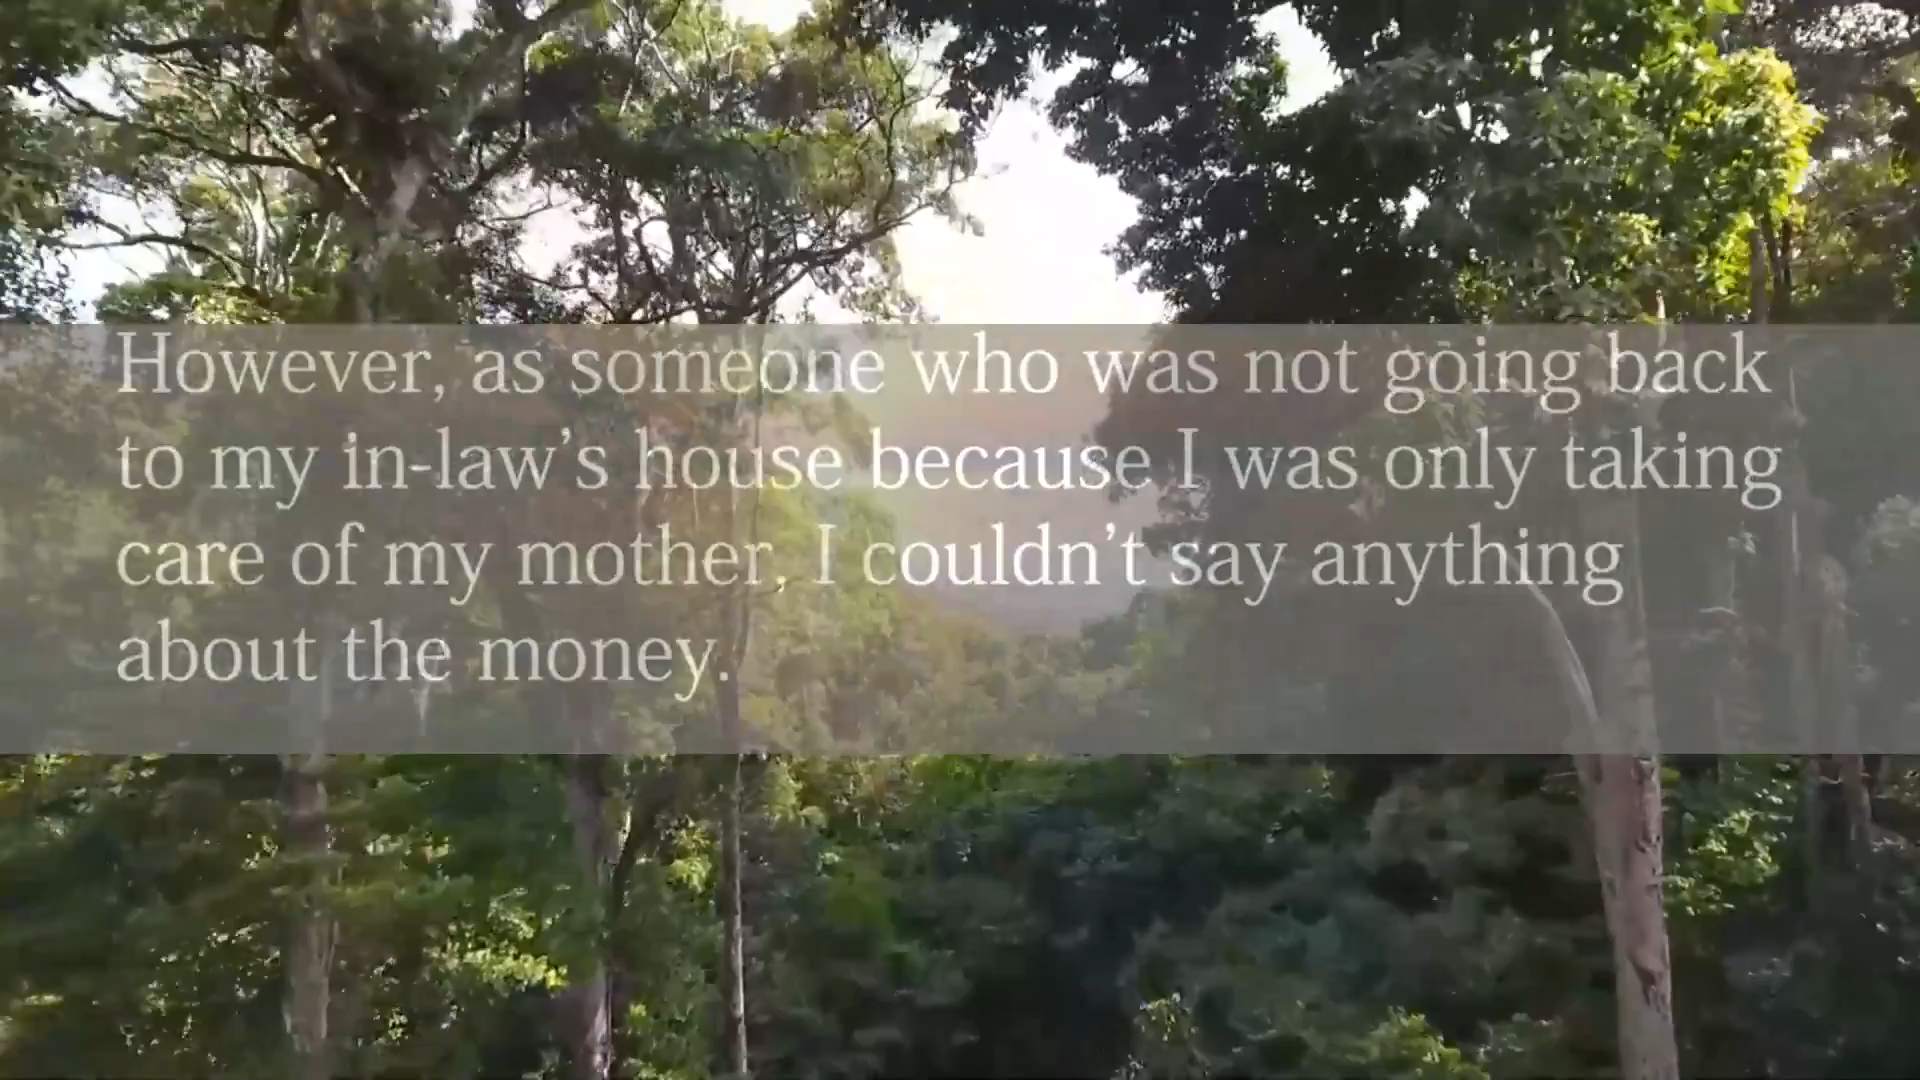 However, as someone who was not going back
to my in-law’s house because I was only taking
care of my mother, I couldn’t say anything
about the money.